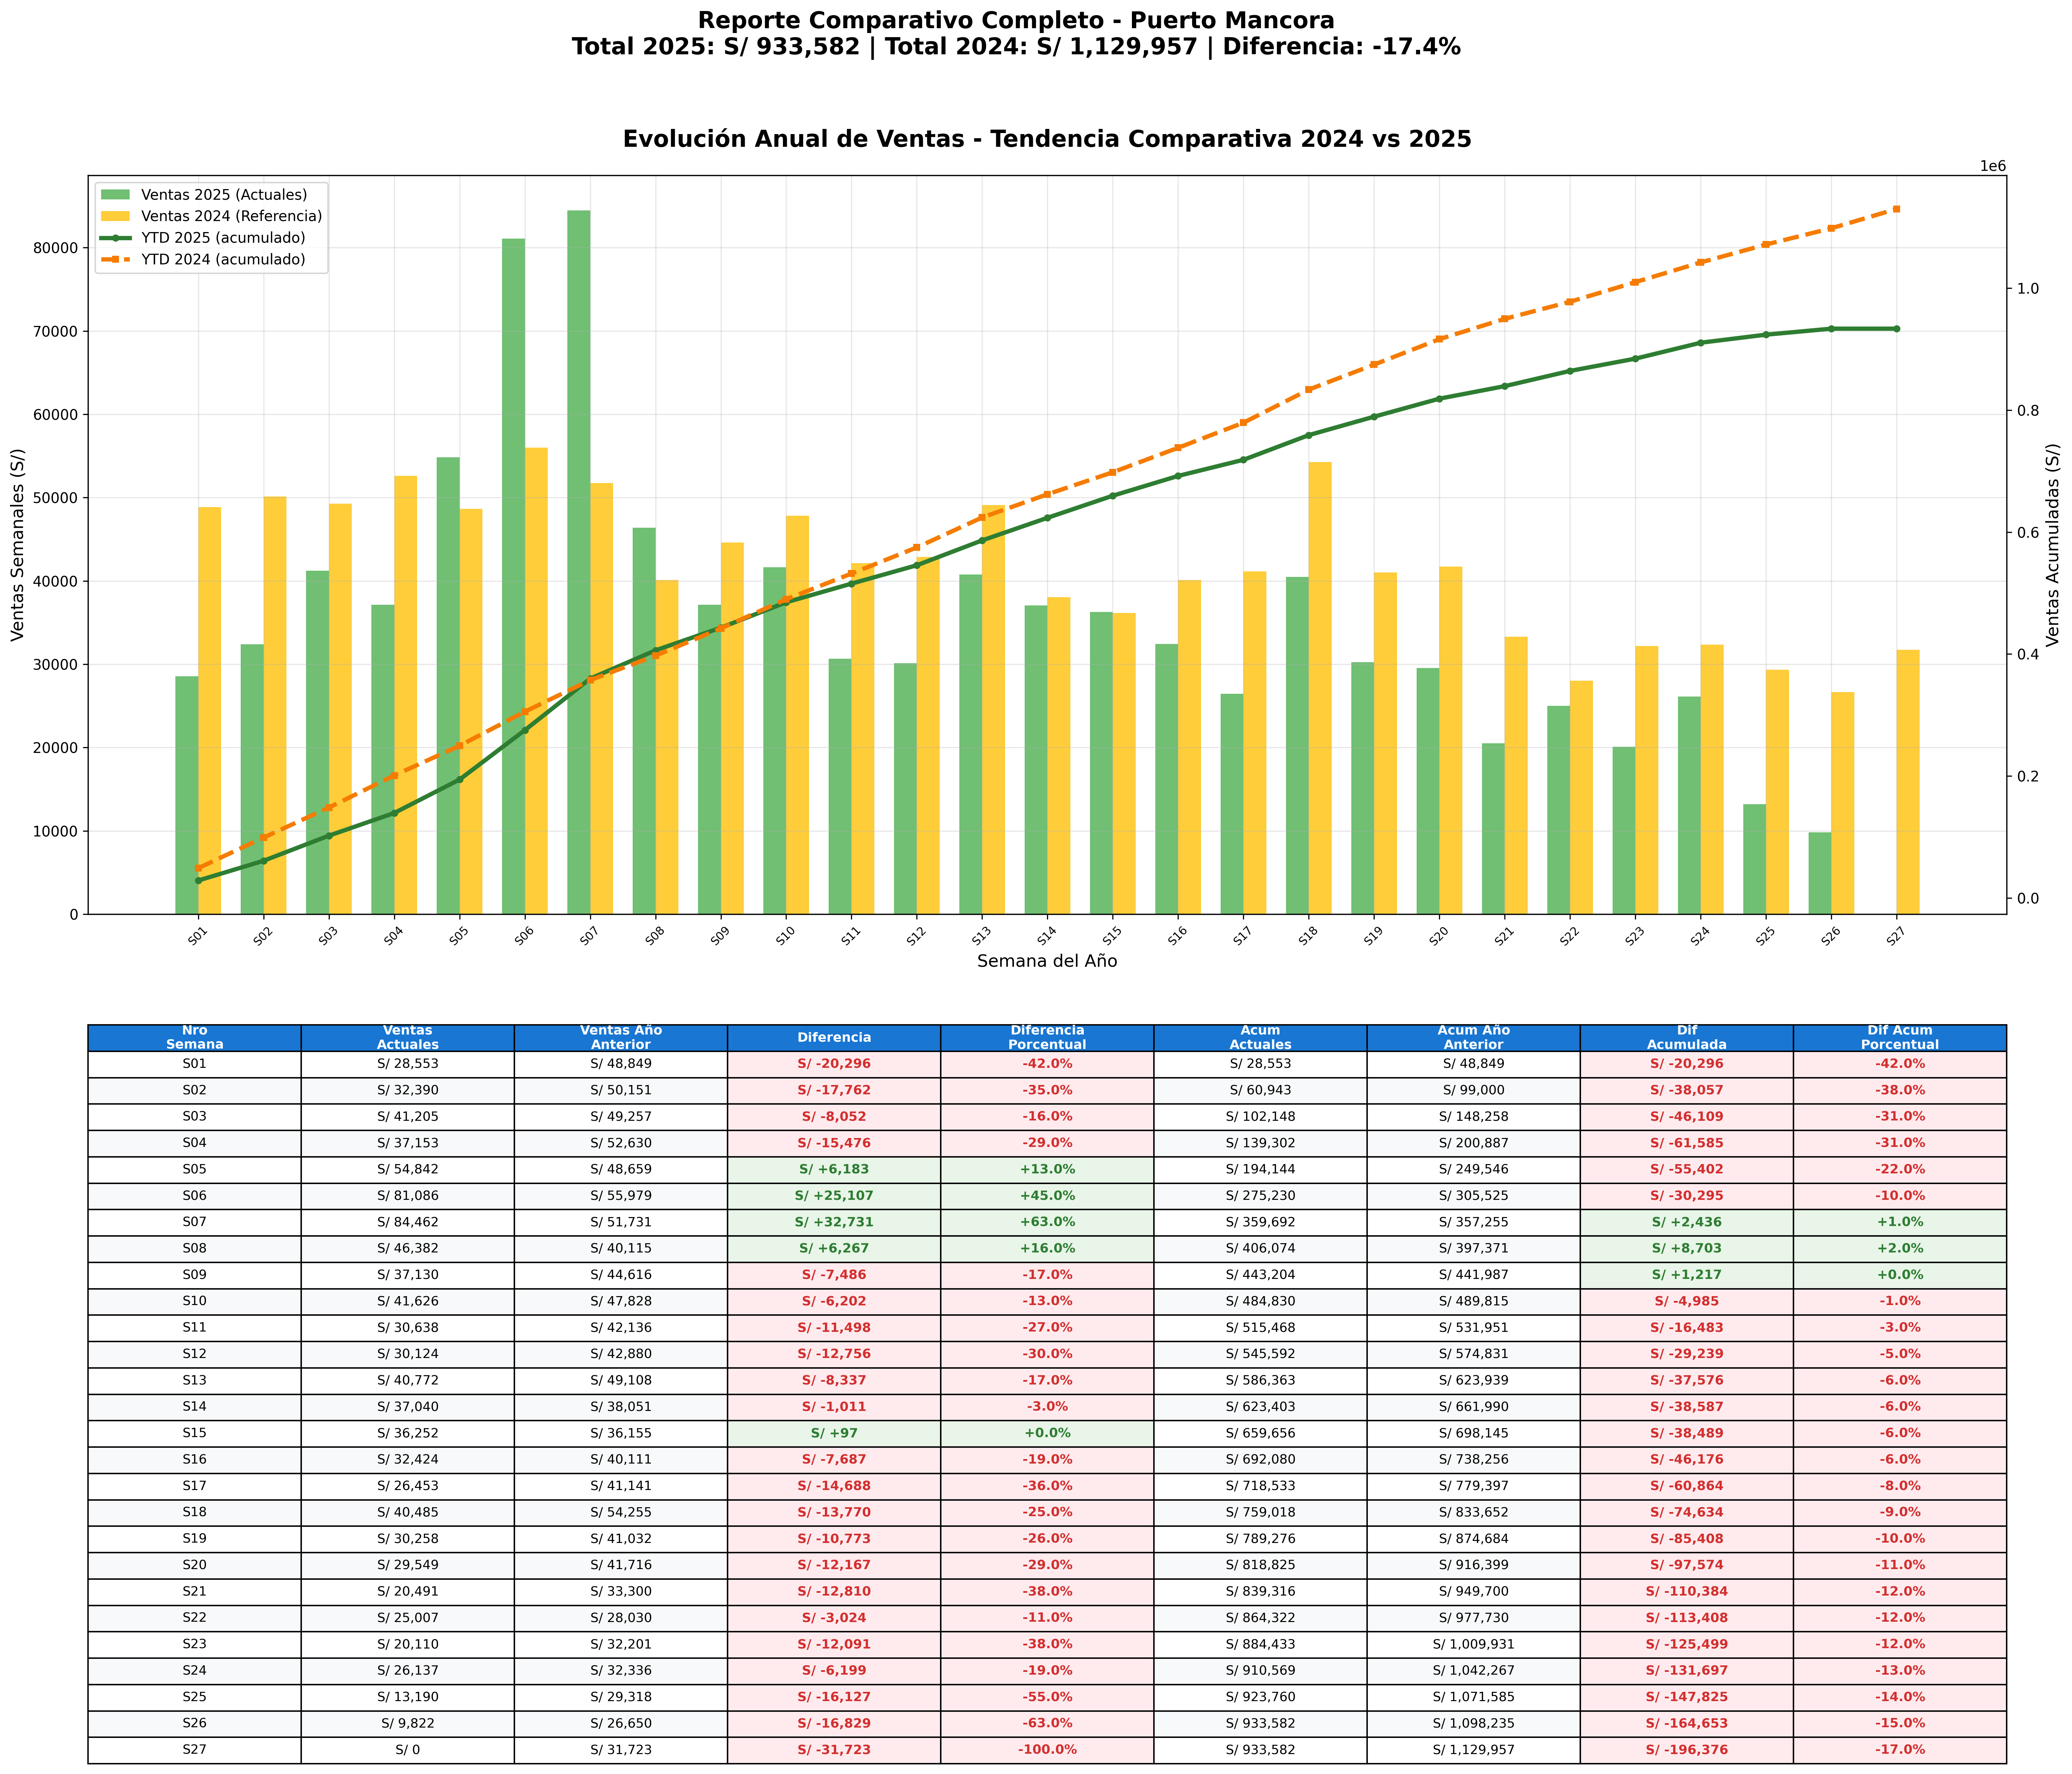 Reporte Comparativo Completo - Puerto Mancora
Total 2025: S/ 933,582 | Total 2024: S/ 1,129,957 | Diferencia: -17.4%
Evolución Anual de Ventas - Tendencia Comparativa 2024 vs 2025
1e6
Ventas 2025 (Actuales)
Ventas 2024 (Referencia)
YTD 2025 (acumulado)
YTD 2024 (acumulado)
Ventas Semanales (S/)
80000
70000
60000
50000
40000
30000
20000
10000
0
Ventas Acumuladas (S/)
1.0
0.8
0.6
0.4
0.2
0.0
S01 S02 S03 S04 S05 S06 S07 S08 S09 S10 S11 S12 S13 S14 S15 S16 S17 S18 S19 S20 S21 S22 S23 S24 S25 S26 S27
Semana del Año
Nro Semana Ventas Actuales Ventas Año Anterior Diferencia Diferencia Porcentual Acum Actuales Acum Año Anterior Dif Acumulada Dif Acum Porcentual
S01 S/ 28,553 S/ 48,849 S/ -20,296 -42.0% S/ 28,553 S/ 48,849 S/ -20,296 -42.0%
S02 S/ 32,390 S/ 50,151 S/ -17,762 -35.0% S/ 60,943 S/ 99,000 S/ -38,057 -38.0%
S03 S/ 41,205 S/ 49,257 S/ -8,052 -16.0% S/ 102,148 S/ 148,258 S/ -46,109 -31.0%
S04 S/ 37,153 S/ 52,630 S/ -15,476 -29.0% S/ 139,302 S/ 200,887 S/ -61,585 -31.0%
S05 S/ 54,842 S/ 48,659 S/ +6,183 +13.0% S/ 194,144 S/ 249,546 S/ -55,402 -22.0%
S06 S/ 81,086 S/ 55,979 S/ +25,107 +45.0% S/ 275,230 S/ 305,525 S/ -30,295 -10.0%
S07 S/ 84,462 S/ 51,731 S/ +32,731 +63.0% S/ 359,692 S/ 357,255 S/ +2,436 +1.0%
S08 S/ 46,382 S/ 40,115 S/ +6,267 +16.0% S/ 406,074 S/ 397,371 S/ +8,703 +2.0%
S09 S/ 37,130 S/ 44,616 S/ -7,486 -17.0% S/ 443,204 S/ 441,987 S/ +1,217 +0.0%
S10 S/ 41,626 S/ 47,828 S/ -6,202 -13.0% S/ 484,830 S/ 489,815 S/ -4,985 -1.0%
S11 S/ 30,638 S/ 42,136 S/ -11,498 -27.0% S/ 515,468 S/ 531,951 S/ -16,483 -3.0%
S12 S/ 30,124 S/ 42,880 S/ -12,756 -30.0% S/ 545,592 S/ 574,831 S/ -29,239 -5.0%
S13 S/ 40,772 S/ 49,108 S/ -8,337 -17.0% S/ 586,363 S/ 623,939 S/ -37,576 -6.0%
S14 S/ 37,040 S/ 38,051 S/ -1,011 -3.0% S/ 623,403 S/ 661,990 S/ -38,587 -6.0%
S15 S/ 36,252 S/ 36,155 S/ +97 +0.0% S/ 659,656 S/ 698,145 S/ -38,489 -6.0%
S16 S/ 32,424 S/ 40,111 S/ -7,687 -19.0% S/ 692,080 S/ 738,256 S/ -46,176 -6.0%
S17 S/ 26,453 S/ 41,141 S/ -14,688 -36.0% S/ 718,533 S/ 779,397 S/ -60,864 -8.0%
S18 S/ 40,485 S/ 54,255 S/ -13,770 -25.0% S/ 759,018 S/ 833,652 S/ -74,634 -9.0%
S19 S/ 30,258 S/ 41,032 S/ -10,773 -26.0% S/ 789,276 S/ 874,684 S/ -85,408 -10.0%
S20 S/ 29,549 S/ 41,716 S/ -12,167 -29.0% S/ 818,825 S/ 916,399 S/ -97,574 -11.0%
S21 S/ 20,491 S/ 33,300 S/ -12,810 -38.0% S/ 839,316 S/ 949,700 S/ -110,384 -12.0%
S22 S/ 25,007 S/ 28,030 S/ -3,024 -11.0% S/ 864,322 S/ 977,730 S/ -113,408 -12.0%
S23 S/ 20,110 S/ 32,201 S/ -12,091 -38.0% S/ 884,433 S/ 1,009,931 S/ -125,499 -12.0%
S24 S/ 26,137 S/ 32,336 S/ -6,199 -19.0% S/ 910,569 S/ 1,042,267 S/ -131,697 -13.0%
S25 S/ 13,190 S/ 29,318 S/ -16,127 -55.0% S/ 923,760 S/ 1,071,585 S/ -147,825 -14.0%
S26 S/ 9,822 S/ 26,650 S/ -16,829 -63.0% S/ 933,582 S/ 1,098,235 S/ -164,653 -15.0%
S27 S/ 0 S/ 31,723 S/ -31,723 -100.0% S/ 933,582 S/ 1,129,957 S/ -196,376 -17.0%